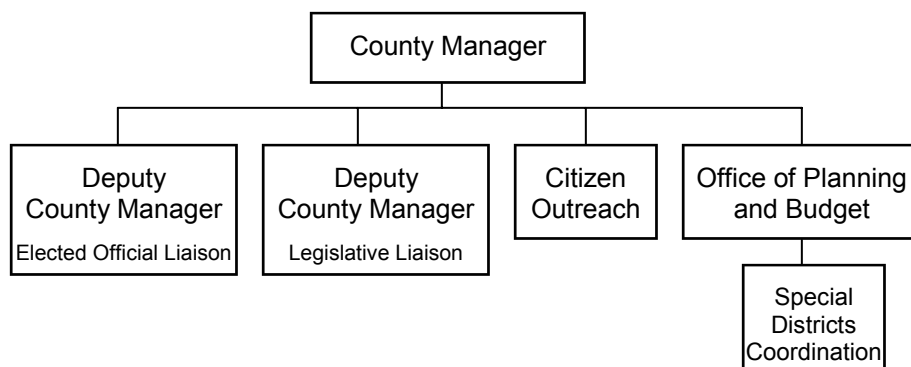 County Manager
Deputy
County Manager
Elected Official Liaison
Deputy
County Manager
Legislative Liaison
Citizen
Outreach
Office of Planning
and Budget
Special
Districts
Coordination